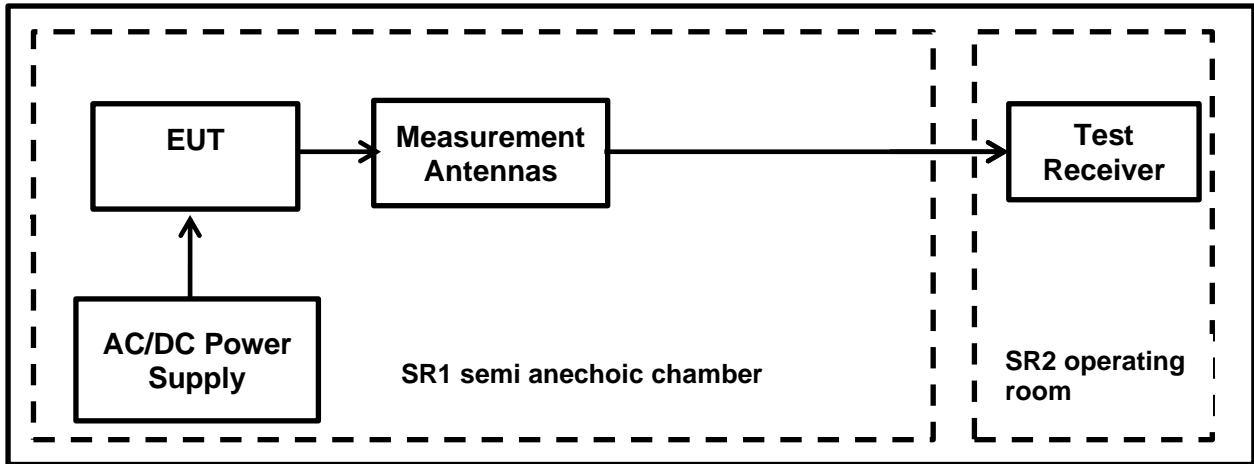 EUT
Measurement
Antennas
Test
Receiver
AC/DC Power
Supply
SR1 semi anechoic chamber
SR2 operating
room